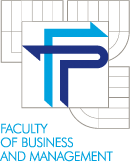 FACULTY
OF BUSINESS
AND MANAGEMENT